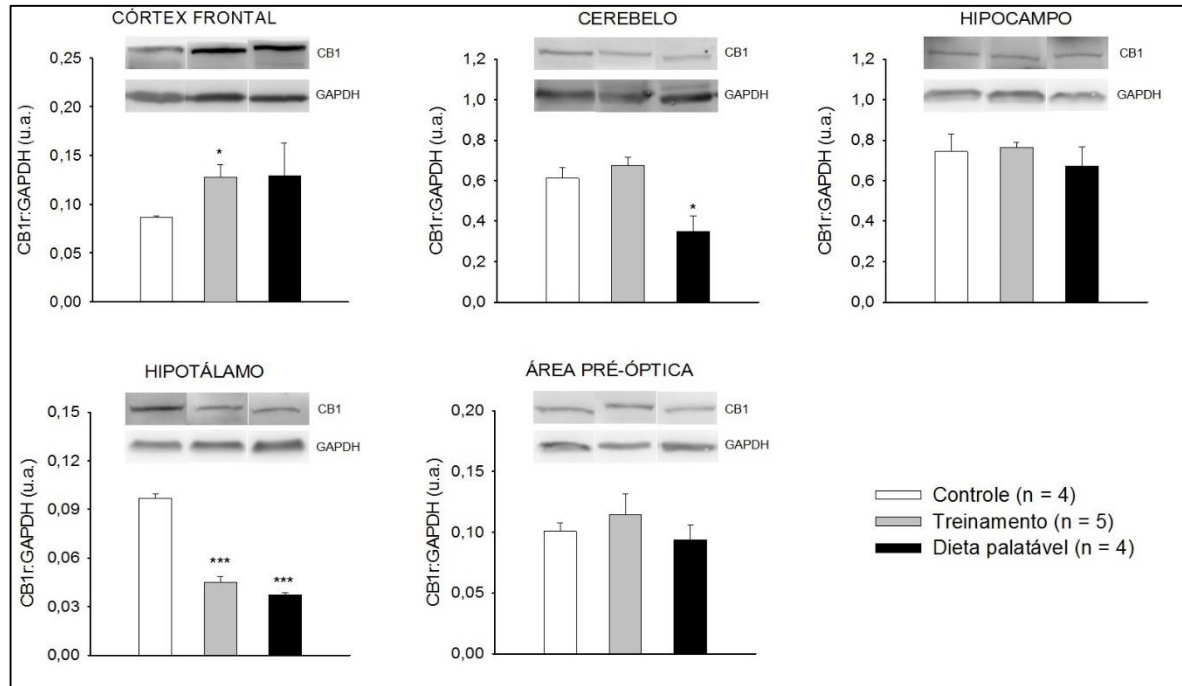 CÓRTEX FRONTAL
CB1
GAPDH
CB1r:GAPDH (u.a.)
0,25
0,20
0,15
0,10
0,05
0,00
*
CEREBELO
CB1
GAPDH
CB1r:GAPDH (u.a.)
1,2
1,0
0,8
0,6
0,4
0,2
0,0
*
HIPOCAMPO
CB1
GAPDH
CB1r:GAPDH (u.a.)
1,2
1,0
0,8
0,6
0,4
0,2
0,0
HIPOTÁLAMO
CB1
GAPDH
CB1r:GAPDH (u.a.)
0,15
0,12
0,09
0,06
0,03
0,00
***
***
ÁREA PRÉ-ÓPTICA
CB1
GAPDH
CB1r:GAPDH (u.a.)
0,20
0,15
0,10
0,05
0,00
Controle (n = 4)
Treinamento (n = 5)
Dieta palatável (n = 4)